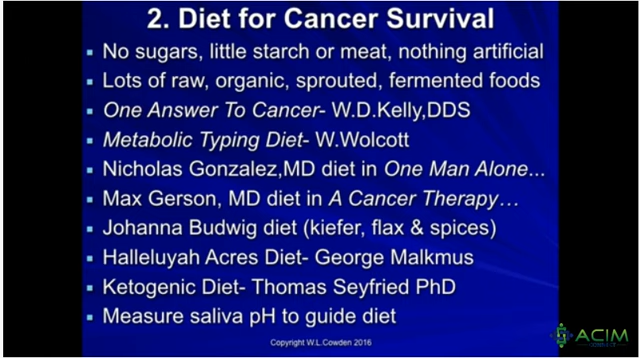 2. Diet for Cancer Survival
No sugars, little starch or meat, nothing artificial
Lots of raw, organic, sprouted, fermented foods
One Answer To Cancer- W.D.Kelly,DDS
Metabolic Typing Diet- W.Wolcott
Nicholas Gonzalez,MD diet in One Man Alone...
Max Gerson, MD diet in A Cancer Therapy…
Johanna Budwig diet (kiefer, flax & spices)
Halleluyah Acres Diet- George Malkmus
Ketogenic Diet- Thomas Seyfried PhD
Measure saliva pH to guide diet
Copyright W.L.Cowden 2016
ACIM